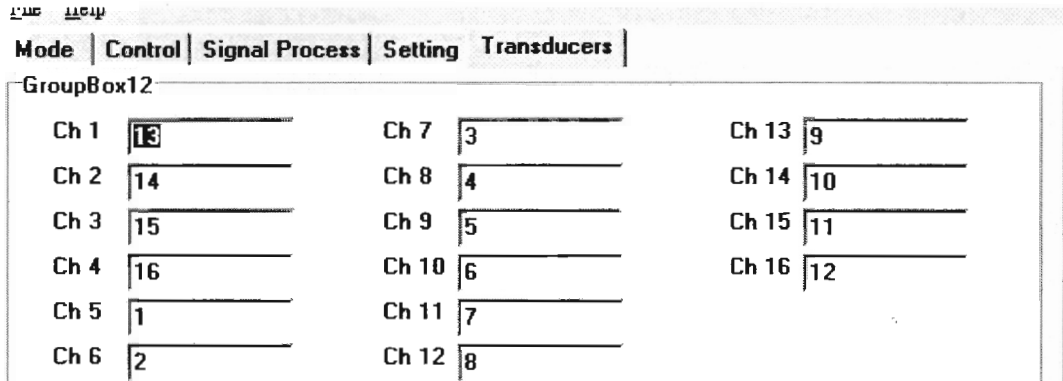 File Help
Mode Control Signal Process Setting Transducers
GroupBox12
Ch 1 13 Ch 7 3 Ch 13 9
Ch 2 14 Ch 8 4 Ch 14 10
Ch 3 15 Ch 9 5 Ch 15 11
Ch 4 16 Ch 10 6 Ch 16 12
Ch 5 1 Ch 11 7
Ch 6 2 Ch 12 8